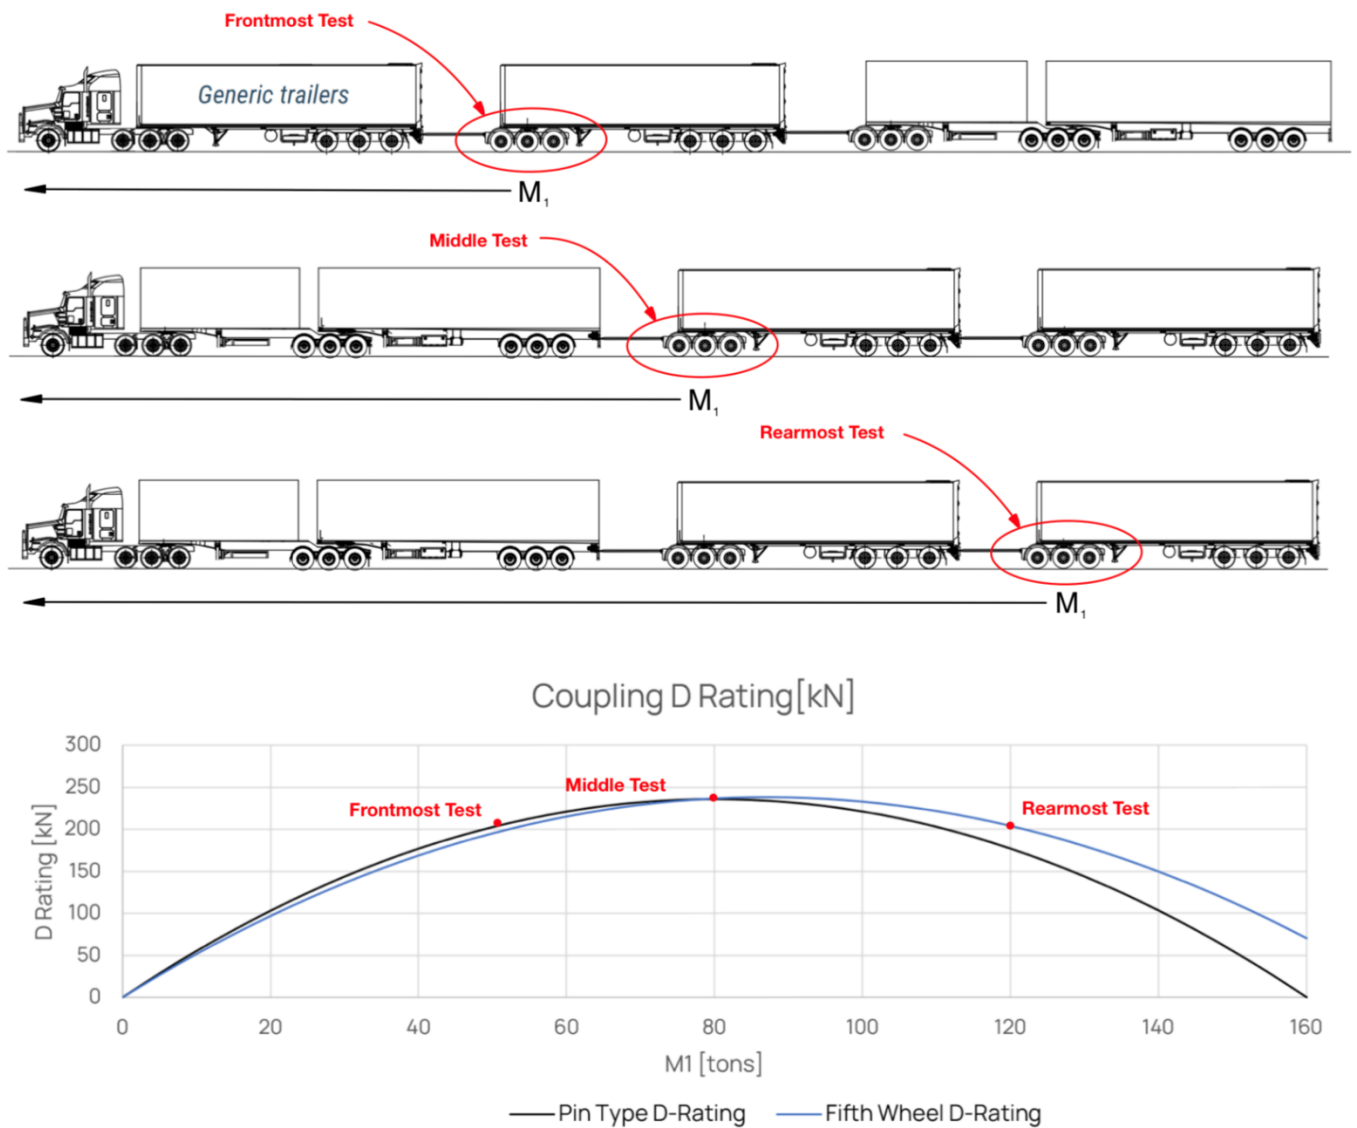 Frontmost Test
Generic trailers
M₁
Middle Test
M₁
Rearmost Test
M₁
Coupling D Rating[kN]
300
250
200
150
100
50
0
D Rating [kN]
Frontmost Test
Middle Test
Rearmost Test
0 20 40 60 80 100 120 140 160
M1 [tons]
Pin Type D-Rating Fifth Wheel D-Rating